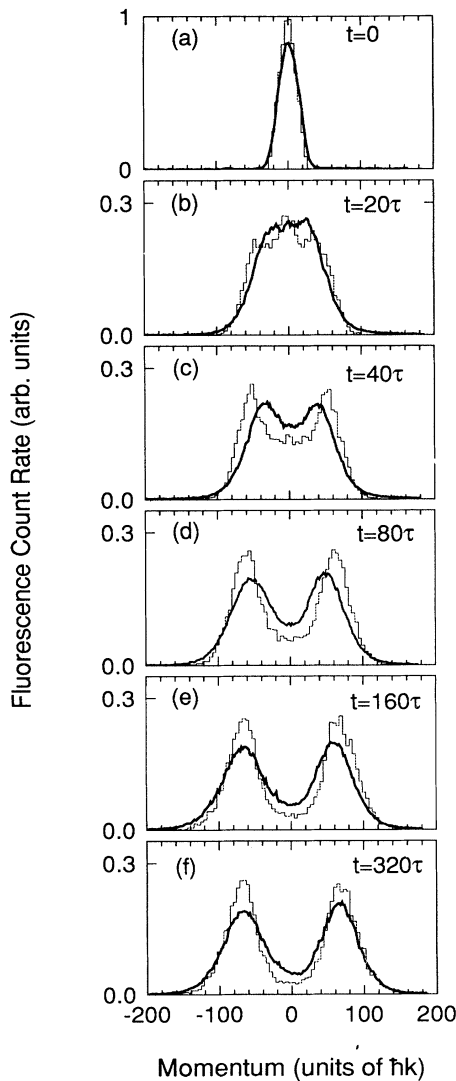 1
(a)
t=0
0
0.3
(b)
t=20τ
0.0
0.3
(c)
t=40τ
0.0
0.3
(d)
t=80τ
0.0
0.3
(e)
t=160τ
0.0
0.3
(f)
t=320τ
0.0
-200 -100 0 100 200
Momentum (units of ħk)
Fluorescence Count Rate (arb. units)